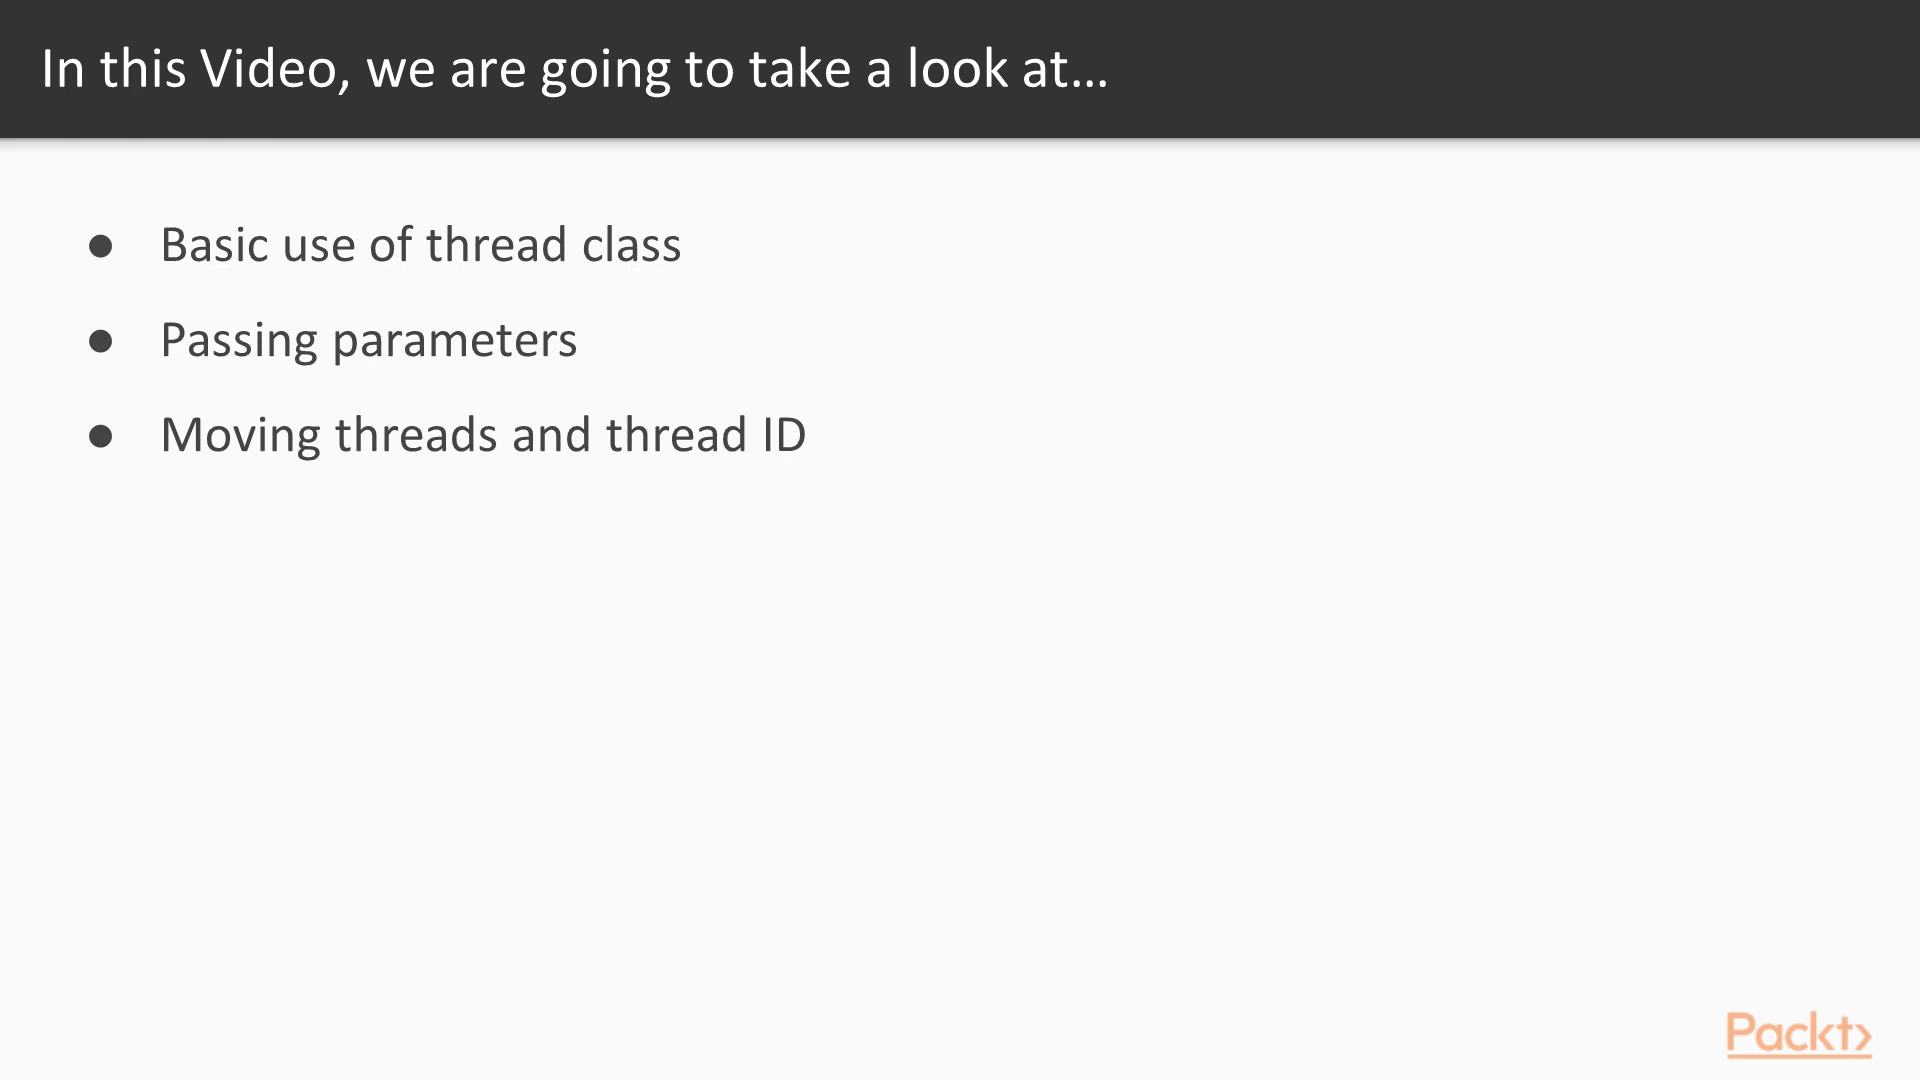 In this Video, we are going to take a look at...
● Basic use of thread class
● Passing parameters
● Moving threads and thread ID
Packt>